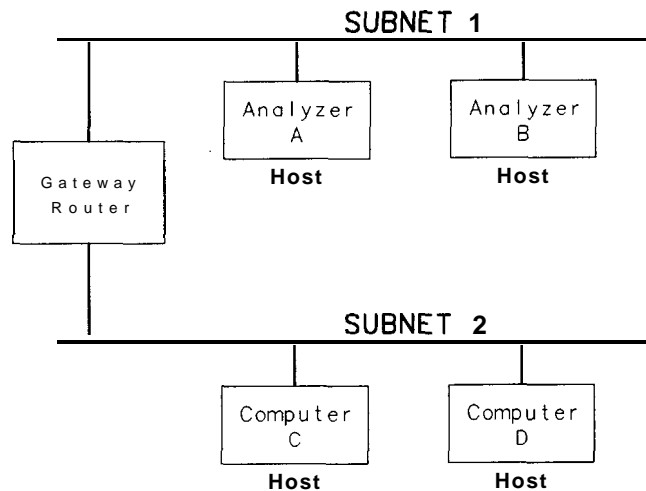 SUBNET 1
Analyzer
A
Host
Analyzer
B
Host
Gateway
Router
SUBNET 2
Computer
C
Host
Computer
D
Host